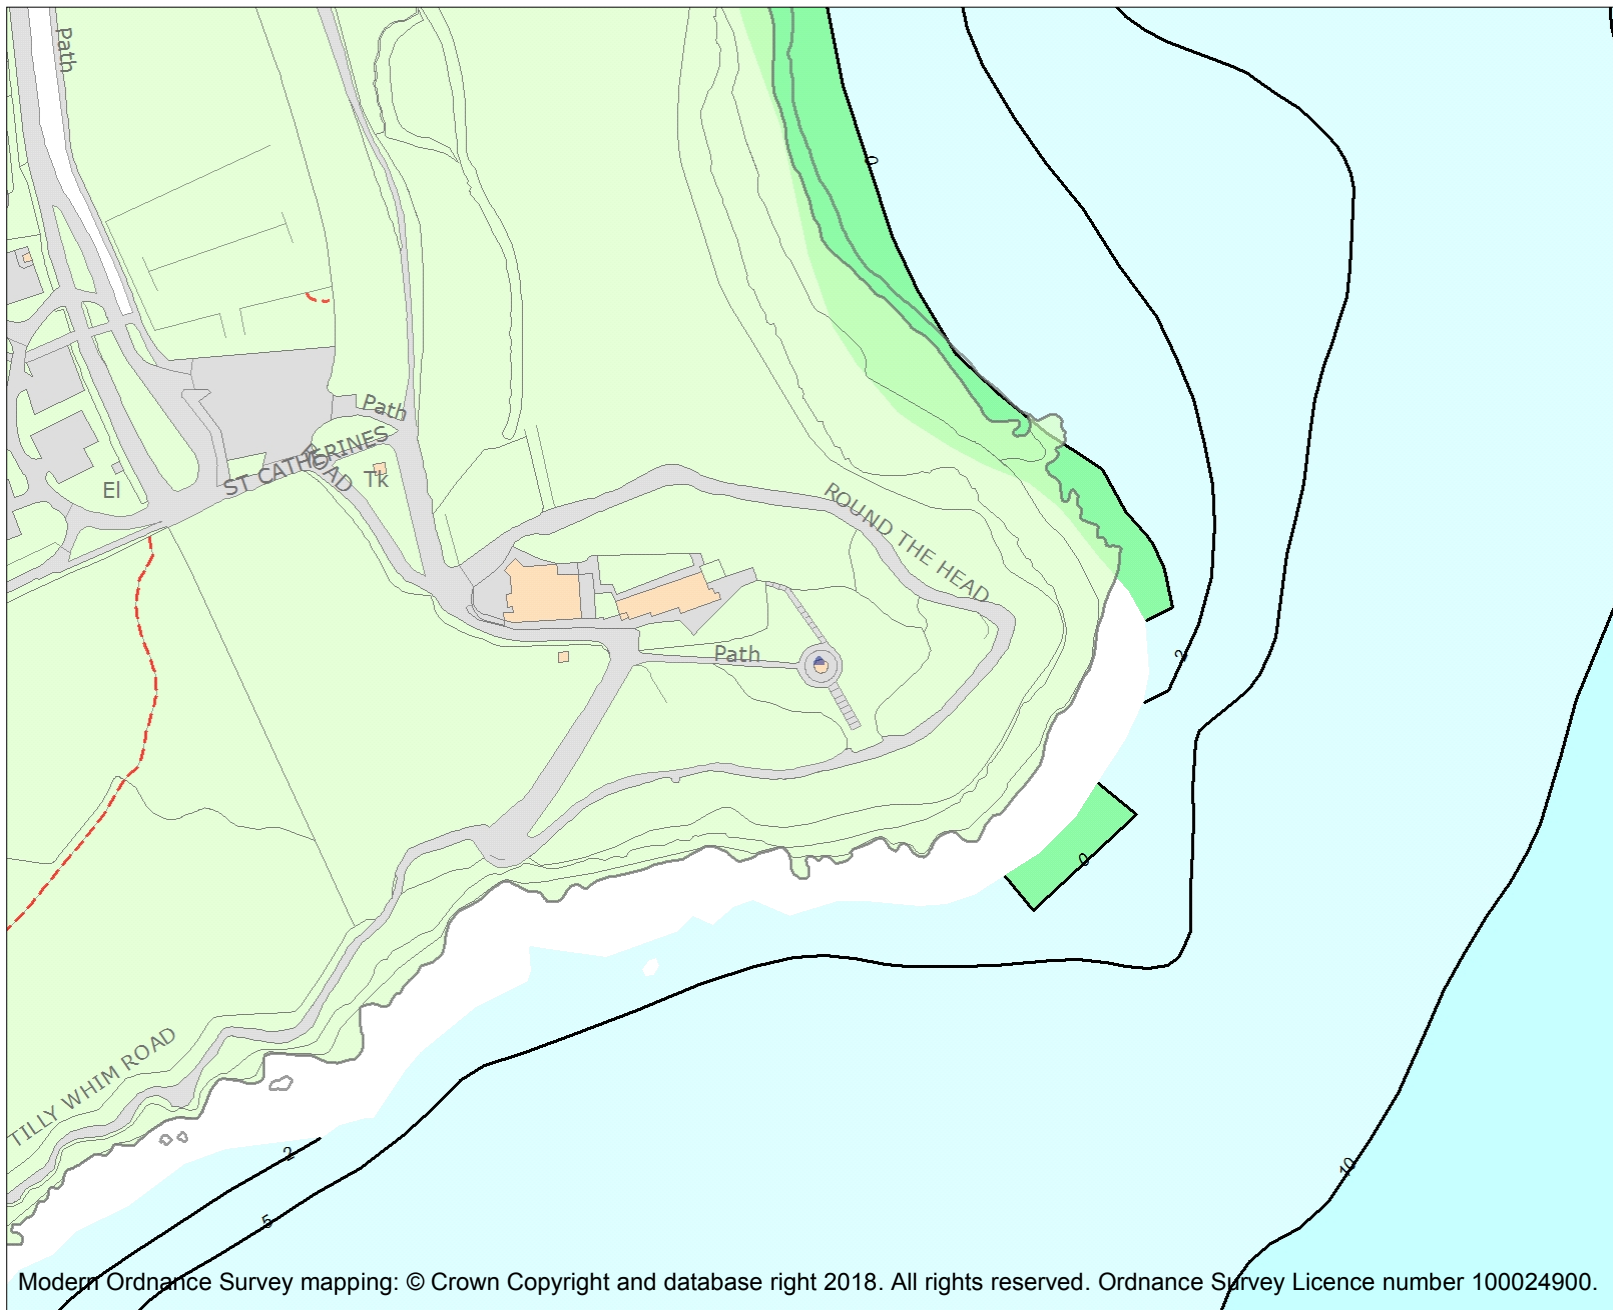 Path
0
Path
ST CATHERINES
ROAD
Tk
El
ROUND THE HEAD
Path
2
0
TILLY WHIM ROAD
2
5
10
Modern Ordnance Survey mapping: © Crown Copyright and database right 2018. All rights reserved. Ordnance Survey Licence number 100024900.